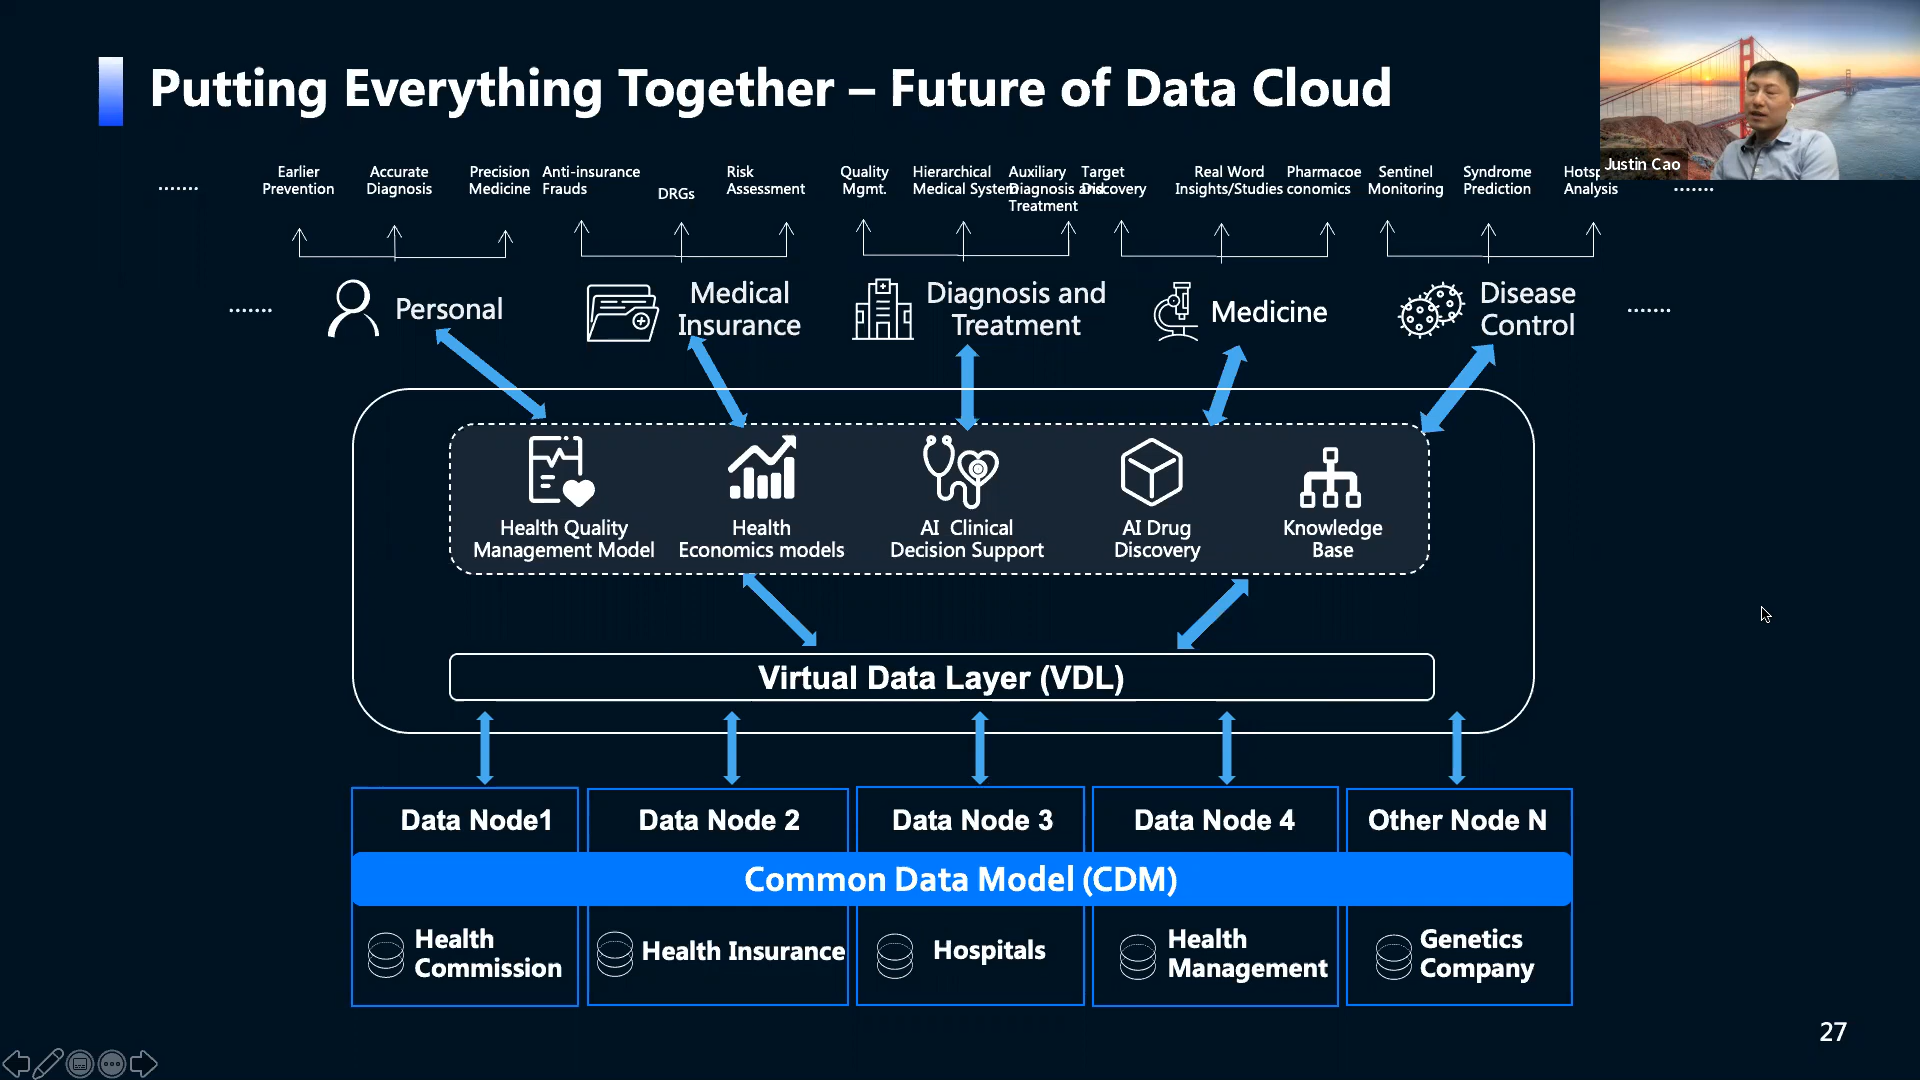 Putting Everything Together – Future of Data Cloud
Justin Cao
.......
Earlier
Prevention
Accurate
Diagnosis
Precision
Medicine
Anti-insurance
Frauds
DRGs
Risk
Assessment
Quality
Mgmt.
Hierarchical
Medical System
Auxiliary
Diagnosis and
Treatment
Target
Discovery
Real Word
Insights/Studies
Pharmacoe
conomics
Sentinel
Monitoring
Syndrome
Prediction
Analysis
.......
.......
Personal
Medical
Insurance
Diagnosis and
Treatment
Medicine
Disease
Control
.......
Health Quality
Management Model
Health
Economics models
AI Clinical
Decision Support
AI Drug
Discovery
Knowledge
Base
Virtual Data Layer (VDL)
Data Node1
Data Node 2
Data Node 3
Data Node 4
Other Node N
Common Data Model (CDM)
Health
Commission
Health Insurance
Hospitals
Health
Management
Genetics
Company
27